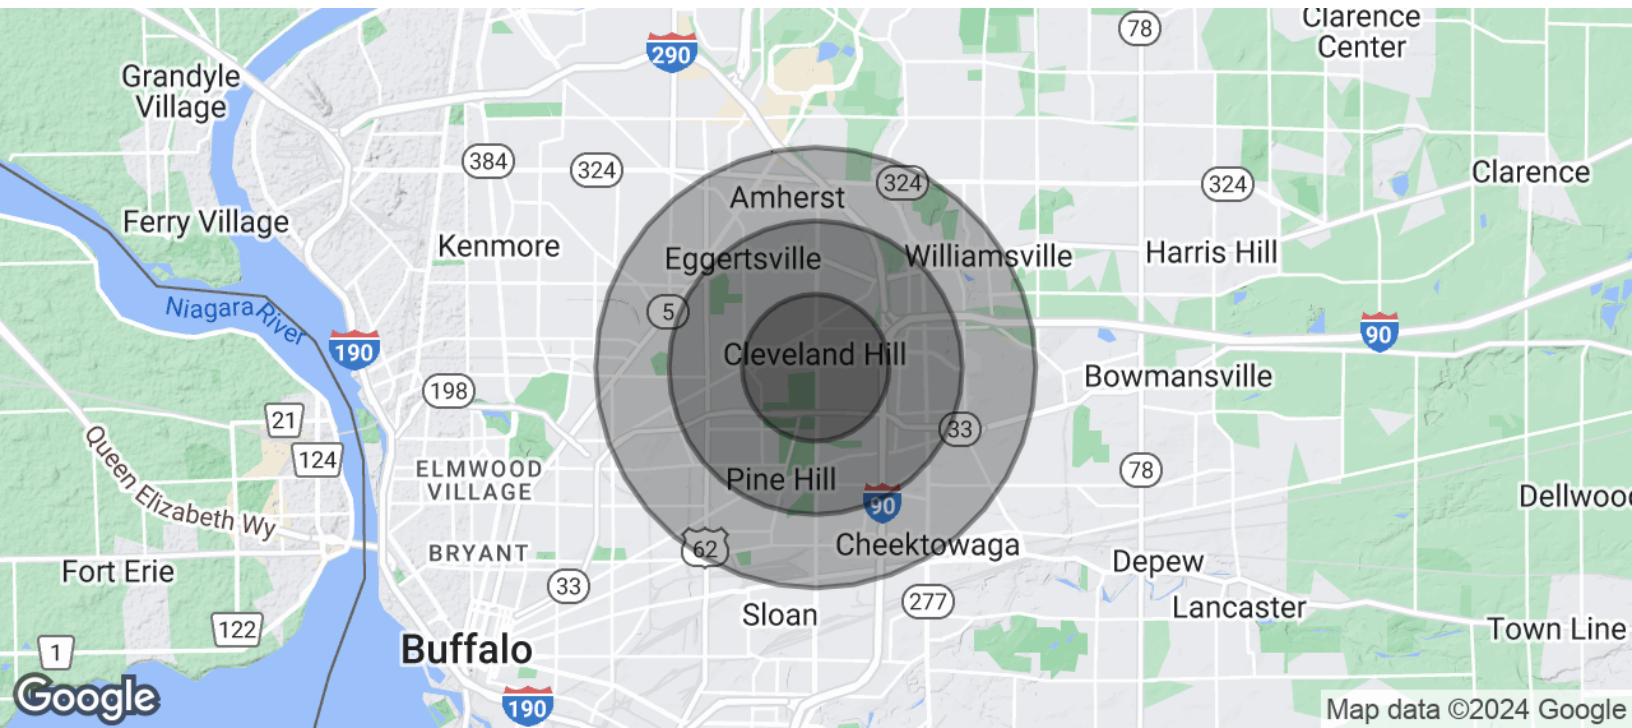 Clarence
Center
78
290
Grandyle
Village
384
324
324
324
Clarence
Amherst
Ferry Village
Kenmore
Eggertsville
Williamsville
Harris Hill
Niagara River
5
190
90
Cleveland Hill
Bowmansville
198
21
33
124
Queen Elizabeth Wy
ELMWOOD
VILLAGE
78
Pine Hill
90
Dellwoo
62
BRYANT
Cheektowaga
Depew
Fort Erie
33
277
Lancaster
Sloan
122
Town Line
1
Buffalo
Google
190
Map data ©2024 Google